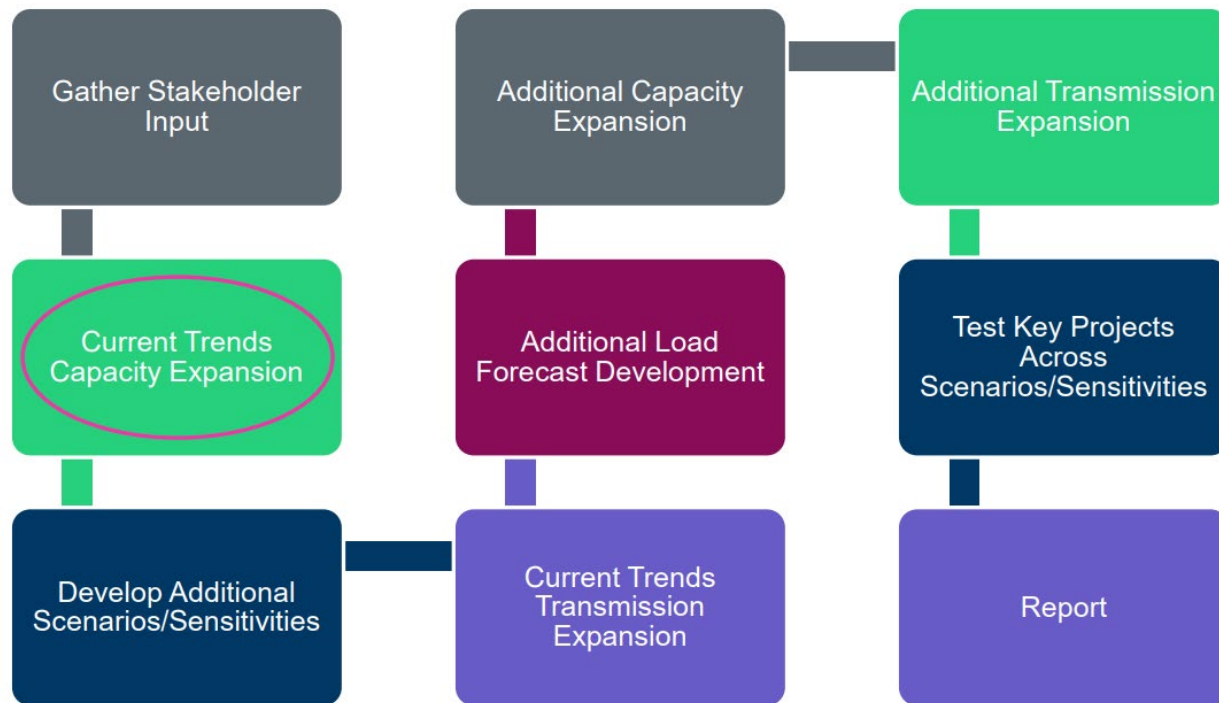 Gather Stakeholder
Input
Current Trends
Capacity Expansion
Develop Additional
Scenarios/Sensitivities
Current Trends
Transmission
Expansion
Additional Load
Forecast Development
Additional Capacity
Expansion
Additional Transmission
Expansion
Test Key Projects
Across
Scenarios/Sensitivities
Report